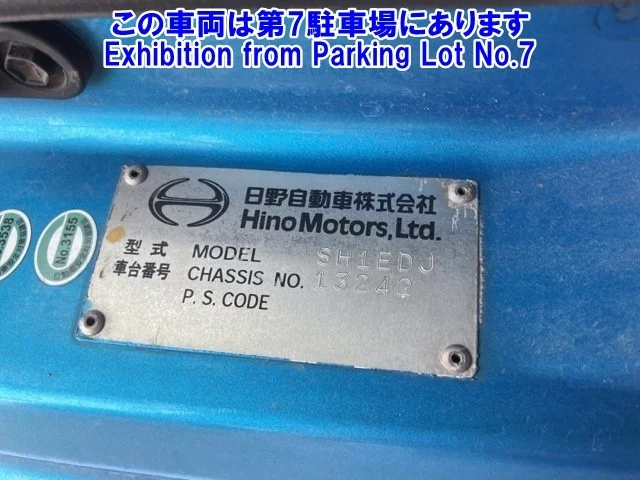 この車両は第7駐車場にあります
Exhibition from Parking Lot No.7
日野自動車株式会社
Hino Motors, Ltd.
型式 MODEL SH1EDJ
車台番号 CHASSIS NO. 13242
P. S. CODE
3538
No.3155